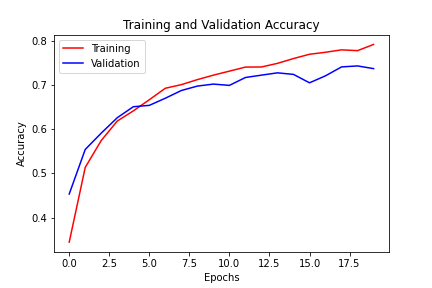 Training and Validation Accuracy
Training
Validation
Accuracy
0.8
0.7
0.6
0.5
0.4
0.0 2.5 5.0 7.5 10.0 12.5 15.0 17.5
Epochs